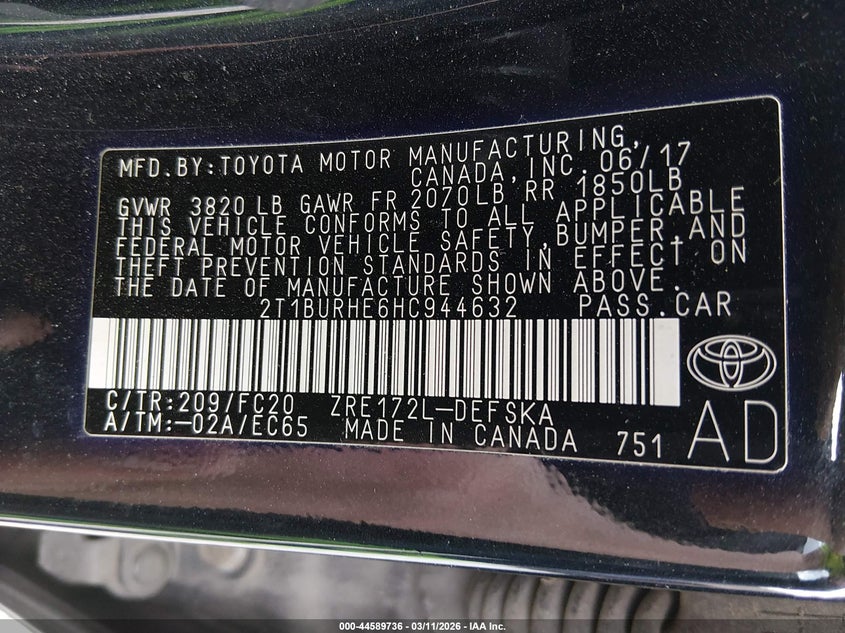 MFD.BY:TOYOTA MOTOR MANUFACTURING,
CANADA,INC. 06/17
GVWR 3820 LB GAWR FR 2070LB RR 1850LB
THIS VEHICLE CONFORMS TO ALL APPLICABLE
FEDERAL MOTOR VEHICLE SAFETY,BUMPER,AND
THEFT PREVENTION STANDARDS IN EFFECT ON
THE DATE OF MANUFACTURE SHOWN ABOVE.
2T1BURHE6HC944632 PASS.CAR
C/TR:209/FC20 ZRE172L-DEFSKA
A/TM:-02A/EC65 MADE IN CANADA 751 AD
000-44589736 - 03/11/2026 - IAA Inc.